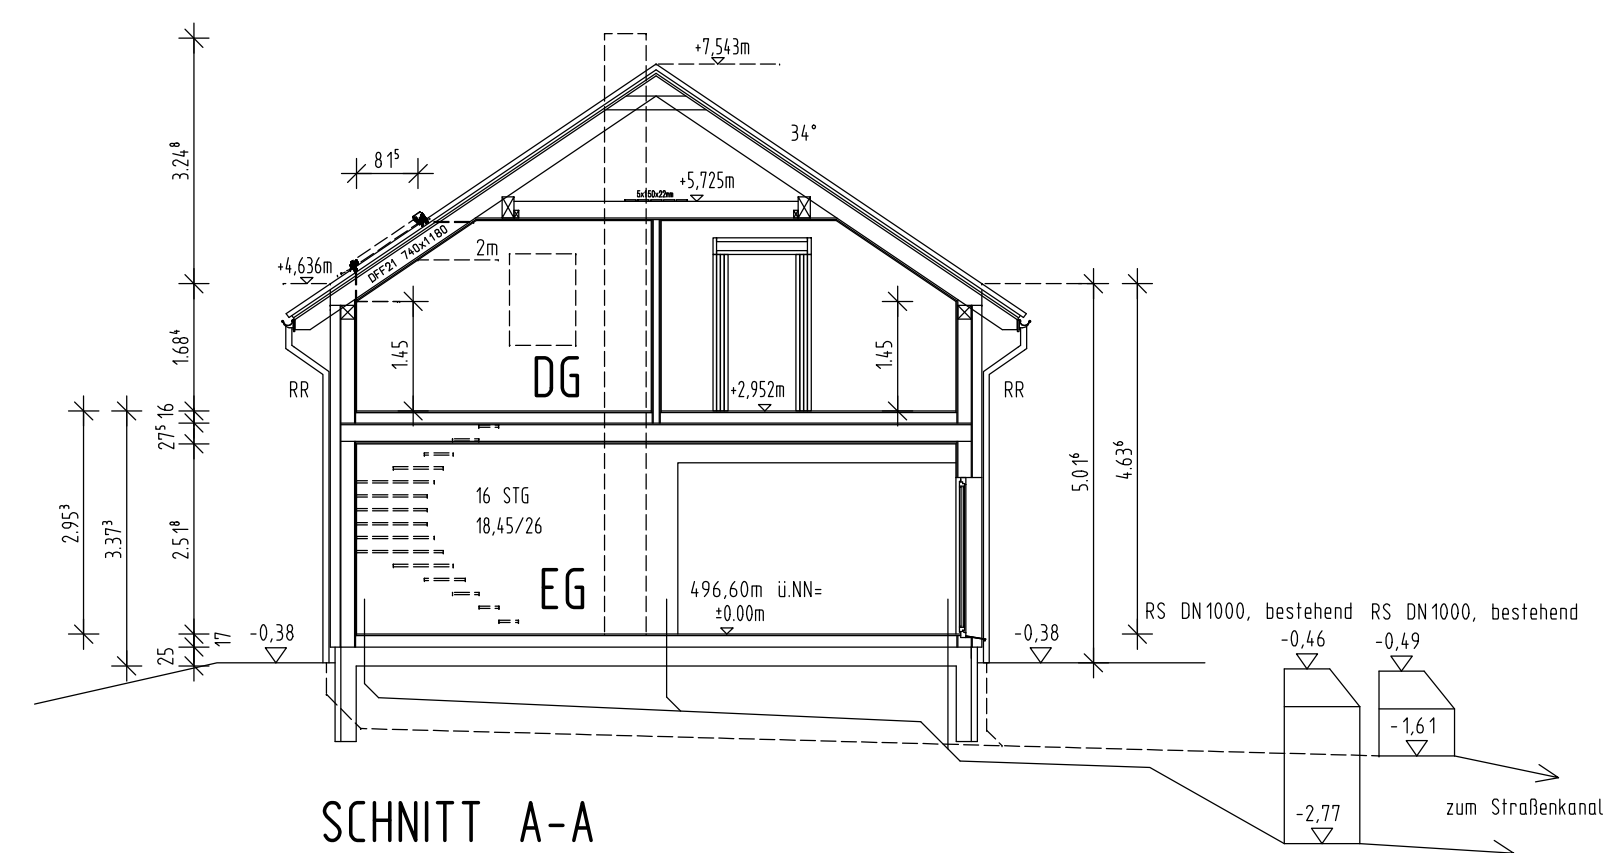 +7,543m
34°
3.24⁸
81⁵
+5,725m
5x150x22mm
DFF21 740x1180
2m
+4,636m
1.68⁴
1.45
1.45
DG
+2,952m
RR
RR
16
27⁵
5.01⁶
4.63⁶
2.95³
3.37³
2.51⁸
16 STG
18,45/26
EG
496,60m ü.NN=
±0.00m
-0,38
17
25
-0,38
RS DN1000, bestehend
-0,46
RS DN1000, bestehend
-0,49
-1,61
-2,77
zum Straßenkanal
SCHNITT A-A